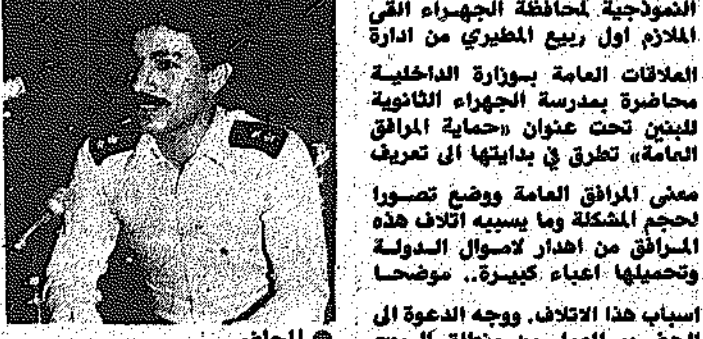 النموذجية لمحافظة الجهراء القى
الملازم اول ربيع المطيري من ادارة
العلاقات العامة بوزارة الداخلية
محاضرة بمدرسة الجهراء الثانوية
للبنين تحت عنوان «حماية المرافق
العامة» تطرق في بدايتها الى تعريف
معنى المرافق العامة ووضع تصورا
لحجم المشكلة وما يسببه اتلاف هذه
المرافق من اهدار لاموال الدولة
وتحميلها اعباء كبيرة.. موضحا
اسباب هذا الاتلاف. ووجه الدعوة الى